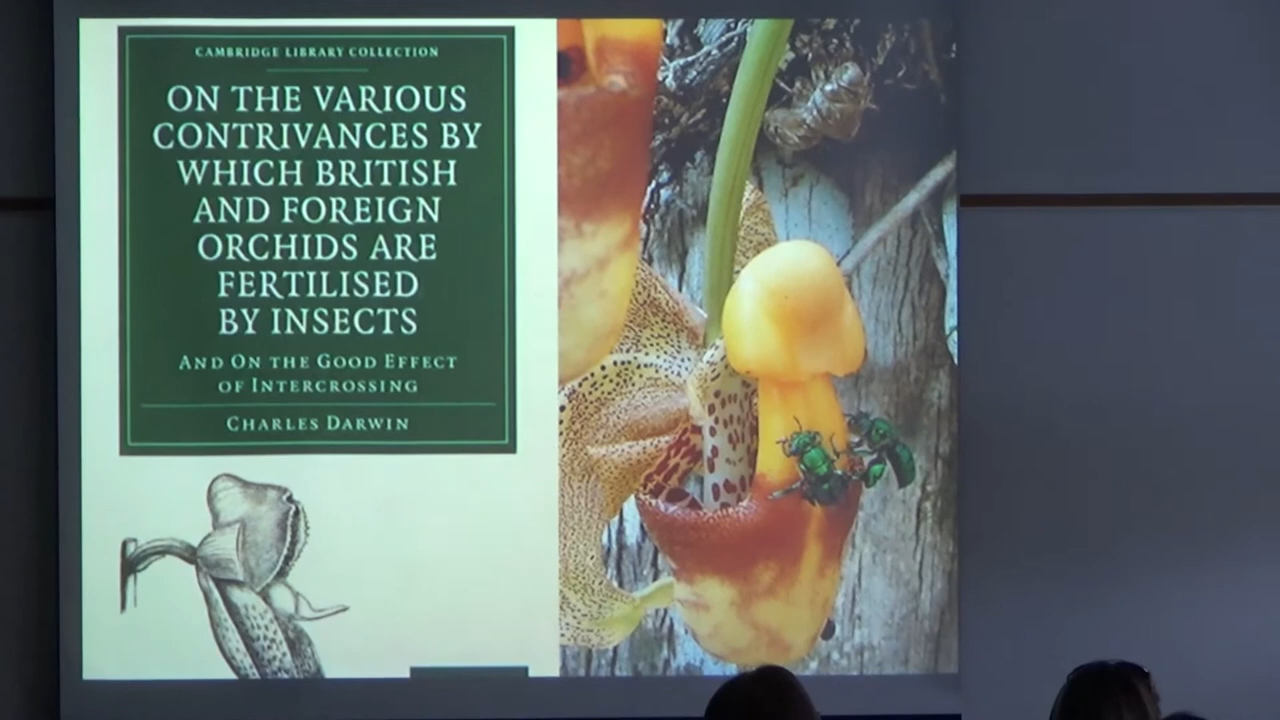 CAMBRIDGE LIBRARY COLLECTION
ON THE VARIOUS
CONTRIVANCES BY
WHICH BRITISH
AND FOREIGN
ORCHIDS ARE
FERTILISED
BY INSECTS
AND ON THE GOOD EFFECT
OF INTERCROSSING
CHARLES DARWIN